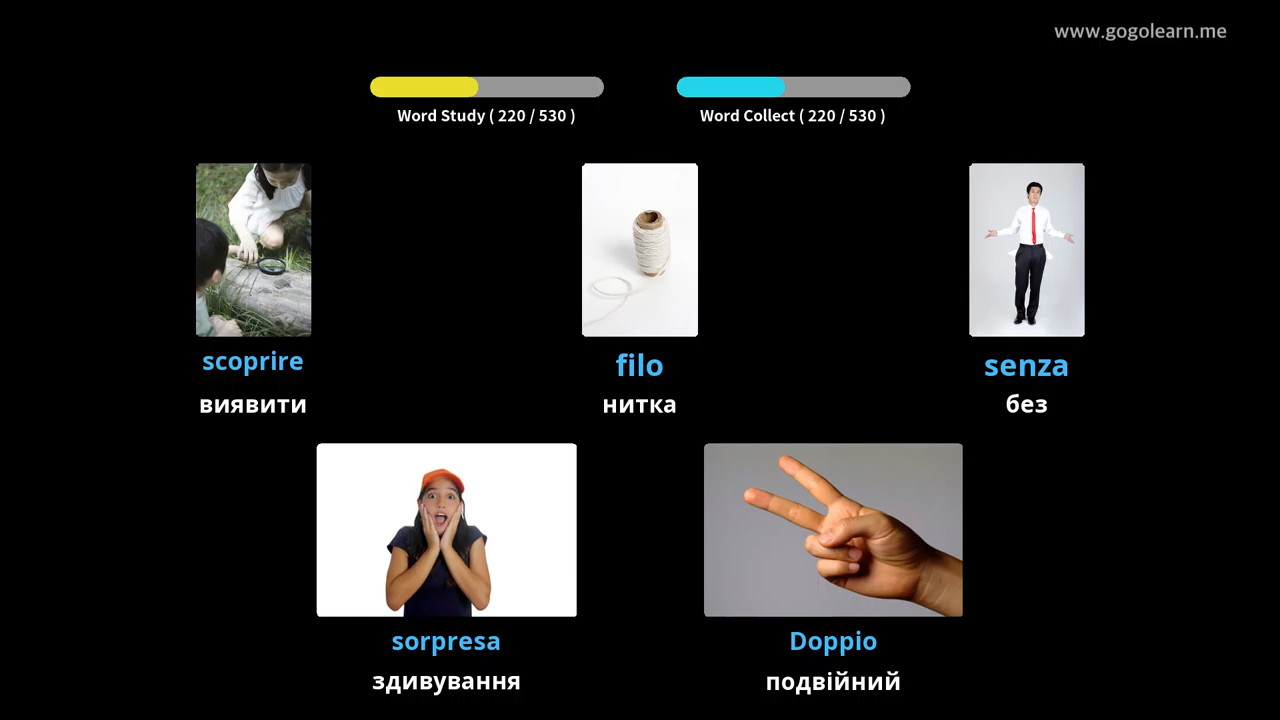 www.gogolearn.me
Word Study ( 220 / 530 )
Word Collect ( 220 / 530 )
scoprire
виявити
filo
нитка
senza
без
sorpresa
здивування
Doppio
подвійний